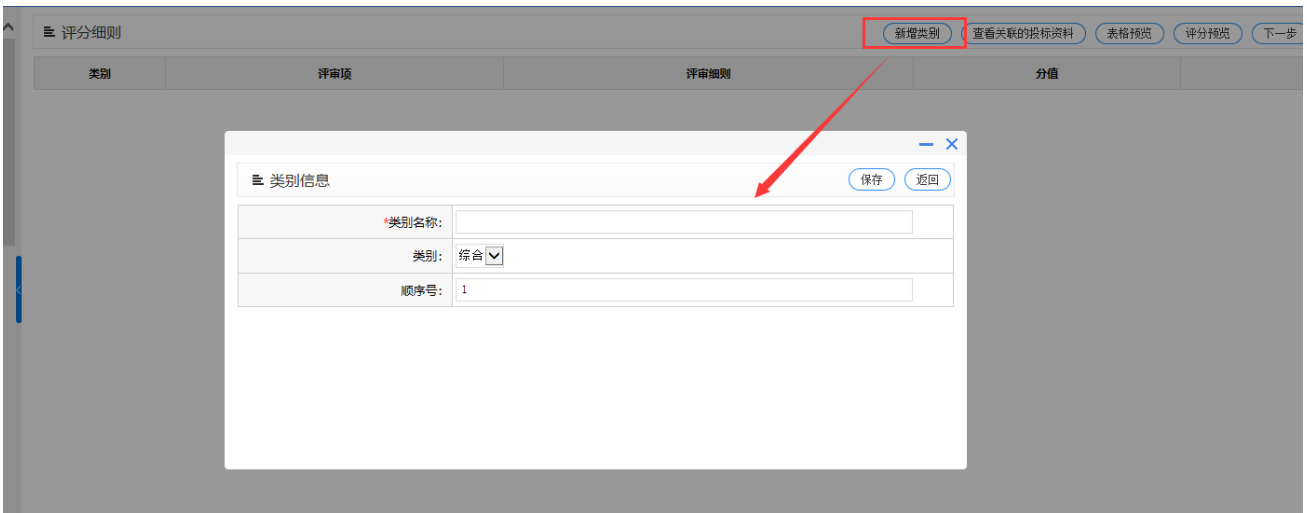 评分细则
新增类别 查看关联的投标资料 表格预览 评分预览 下一步
类别 评审项 评审细则 分值
类别信息 保存 返回
*类别名称:
类别: 综合
顺序号: 1